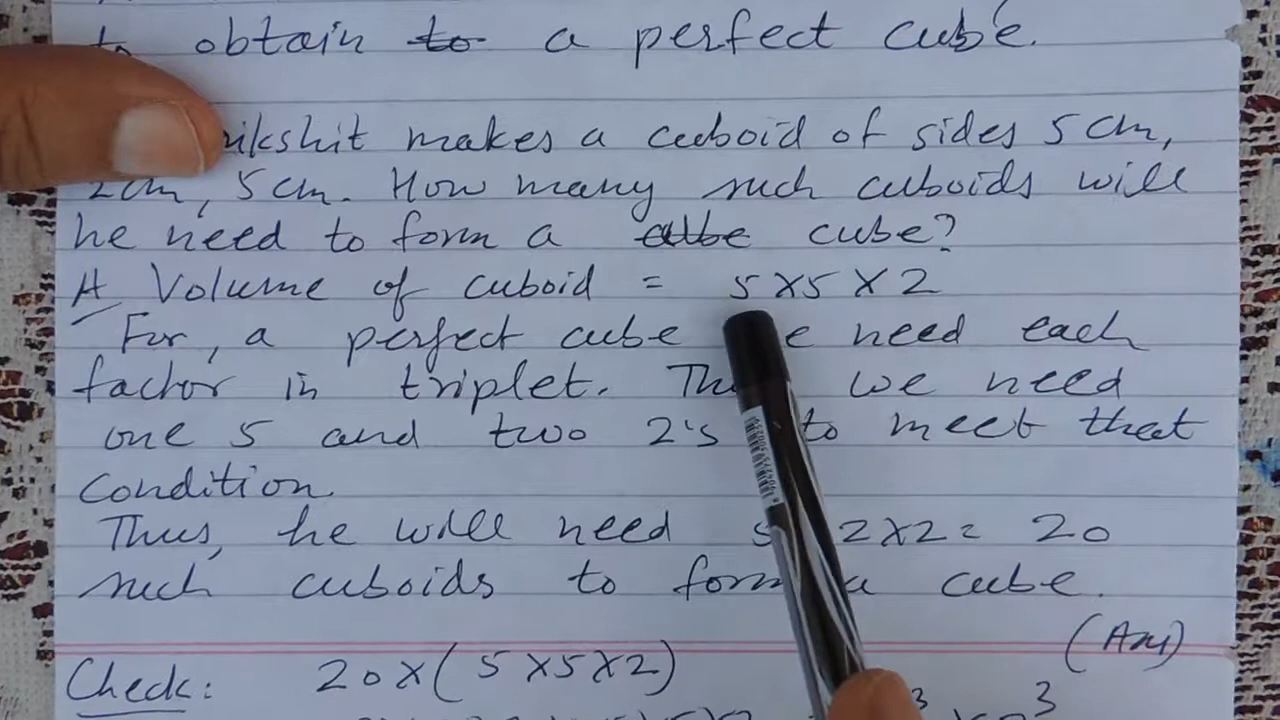 to obtain to a perfect cube.
makes a cuboid of sides 5 cm,
2cm, 5 cm. How many such cuboids will
he need to form a cube cube?
A Volume of cuboid = 5 x 5 x 2
For, a perfect cube need each
factor in triplet. we need
one 5 and two 2's to meet that
condition.
Thus, he will need 5 2 x 2 = 20
such cuboids to form a cube.
(Ans)
Check: 20 x ( 5 x 5 x 2 )